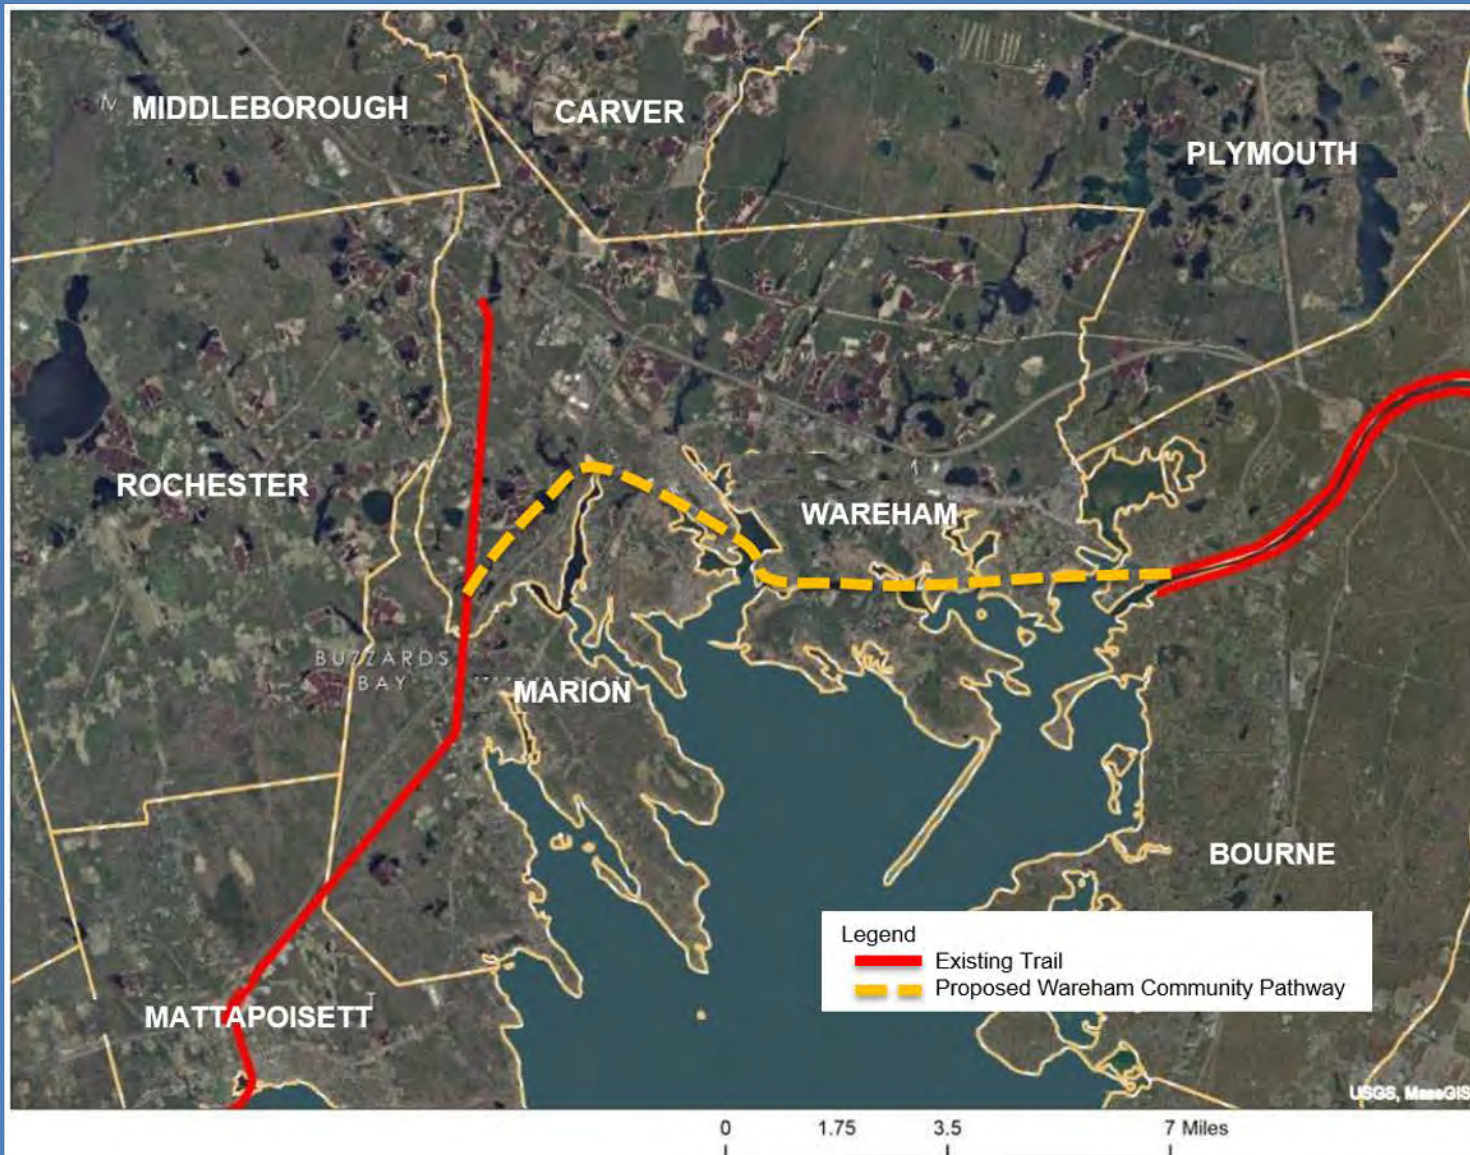 MIDDLEBOROUGH
CARVER
PLYMOUTH
ROCHESTER
WAREHAM
BUZZARDS
BAY
MARION
BOURNE
Legend
Existing Trail
Proposed Wareham Community Pathway
MATTAPOISETT
USGS, MassGIS
0 1.75 3.5 7 Miles